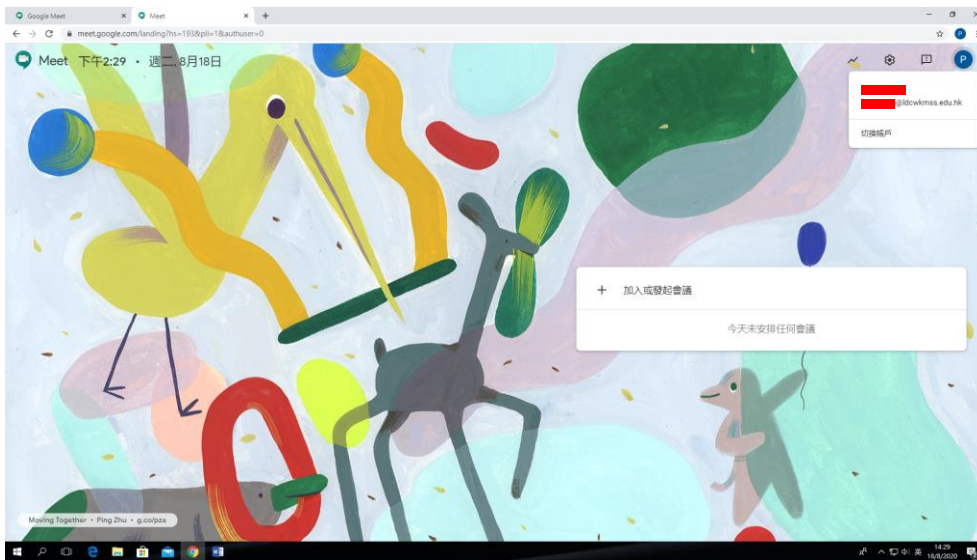 Google Meet
Meet
meet.google.com/landing?hs=193&pli=1&authuser=0
P
Meet 下午2:29 • 週二, 8月18日
P
@ldcwkmss.edu.hk
切換帳戶
加入或發起會議
今天未安排任何會議
Moving Together • Ping Zhu • g.co/pza
英
14:29
18/8/2020